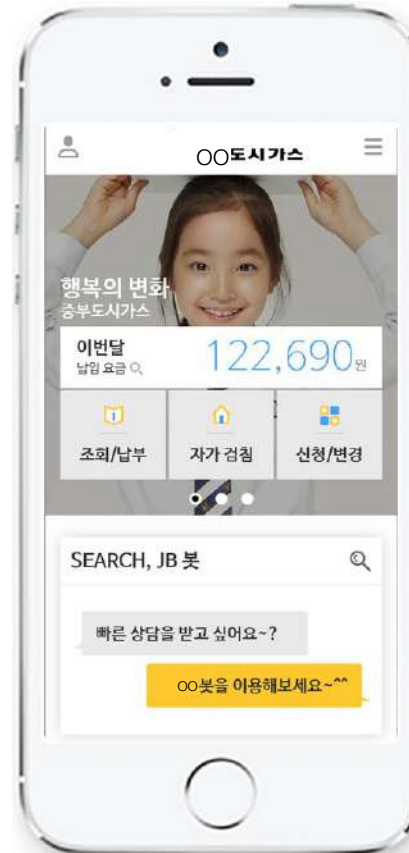 OO도시가스
행복의 변화
중부도시가스
이번달
납입 요금
122,690원
조회/납부
자가 검침
신청/변경
SEARCH, JB 봇
빠른 상담을 받고 싶어요~?
OO봇을 이용해보세요~^^